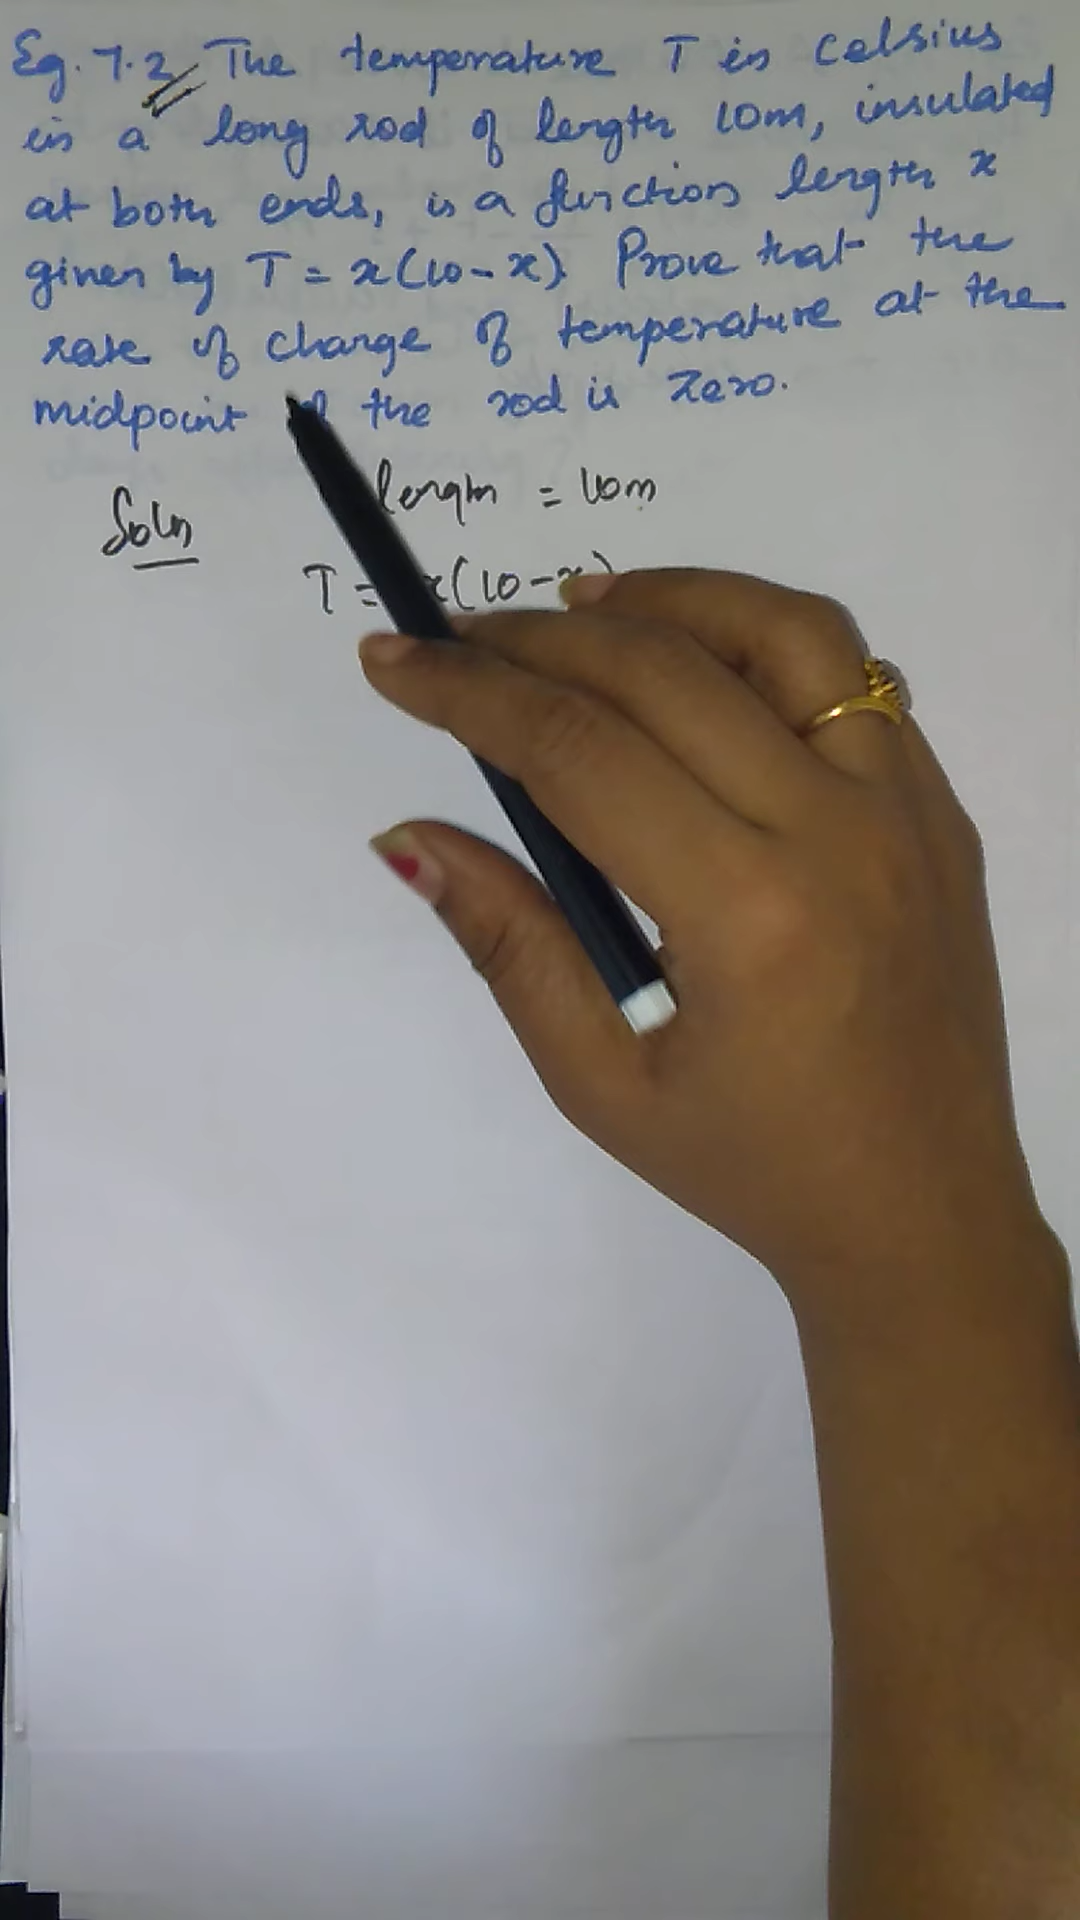 Eg. 7.2 The temperature T in celsius
in a long rod of length 10m, insulated
at both ends, is a function length x
given by T = x(10-x). Prove that the
rate of change of temperature at the
midpoint the rod is zero.
Soln length = 10m
T = x(10-x)